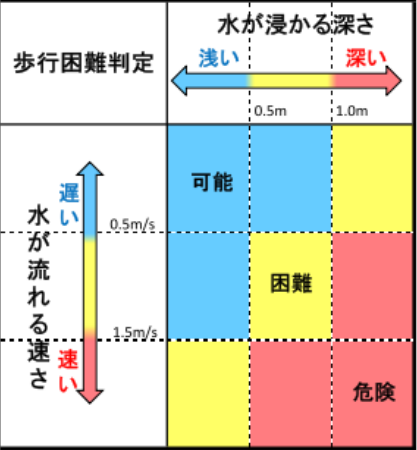 水が浸かる深さ
歩行困難判定
浅い
深い
0.5m
1.0m
可能
遅い
0.5m/s
水が流れる速さ
困難
1.5m/s
速い
危険